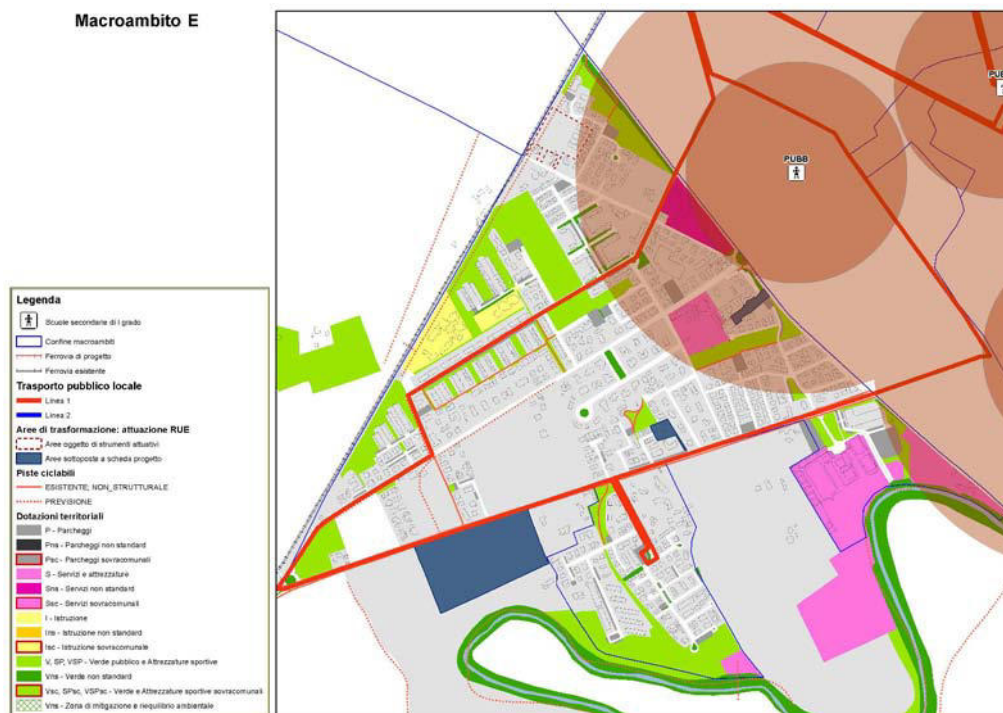 Macroambito E
PUBB
PUBB
Legenda
Scuole secondarie di I grado
Confine macroambiti
Ferrovia di progetto
Ferrovia esistente
Trasporto pubblico locale
Linea 1
Linea 2
Aree di trasformazione: attuazione RUE
Aree oggetto di strumenti attuativi
Aree sottoposte a scheda progetto
Piste ciclabili
ESISTENTE; NON_STRUTTURALE
PREVISIONE
Dotazioni territoriali
P - Parcheggi
Pns - Parcheggi non standard
Psc - Parcheggi sovracomunali
S - Servizi e attrezzature
Sns - Servizi non standard
Ssc - Servizi sovracomunali
I - Istruzione
Ins - Istruzione non standard
Isc - Istruzione sovracomunale
V, SP, VSP - Verde pubblico e Attrezzature sportive
Vns - Verde non standard
Vsc, SPsc, VSPsc - Verde e Attrezzature sportive sovracomunali
Vns - Zona di mitigazione e riequilibrio ambientale